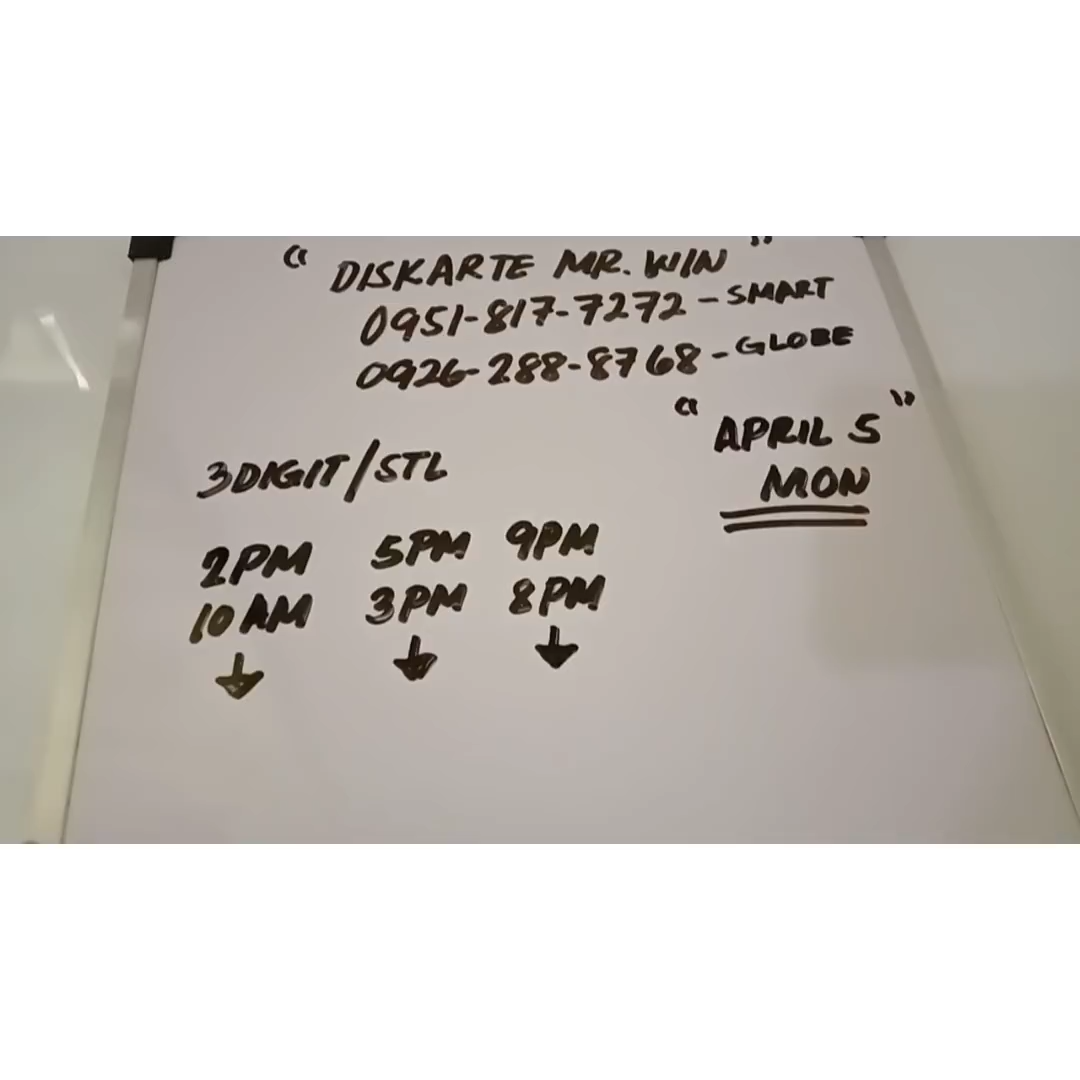 “ DISKARTE MR. WIN ”
0951-817-7272 - SMART
0926-288-8768 - GLOBE
“ APRIL 5 ”
MON
3DIGIT/STL
2PM 5PM 9PM
10AM 3PM 8PM